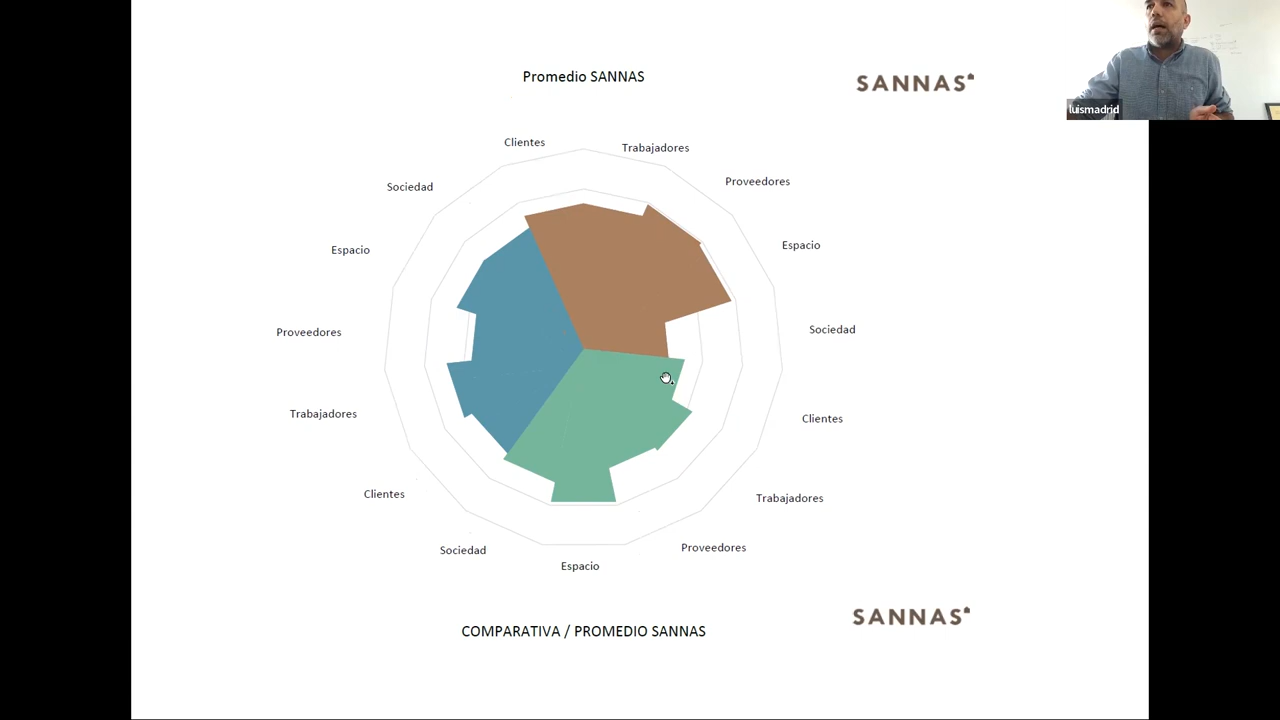 Promedio SANNAS
SANNAS
luismadrid
Clientes
Trabajadores
Proveedores
Sociedad
Espacio
Espacio
Sociedad
Proveedores
Trabajadores
Clientes
Clientes
Trabajadores
Sociedad
Proveedores
Espacio
SANNAS
COMPARATIVA / PROMEDIO SANNAS